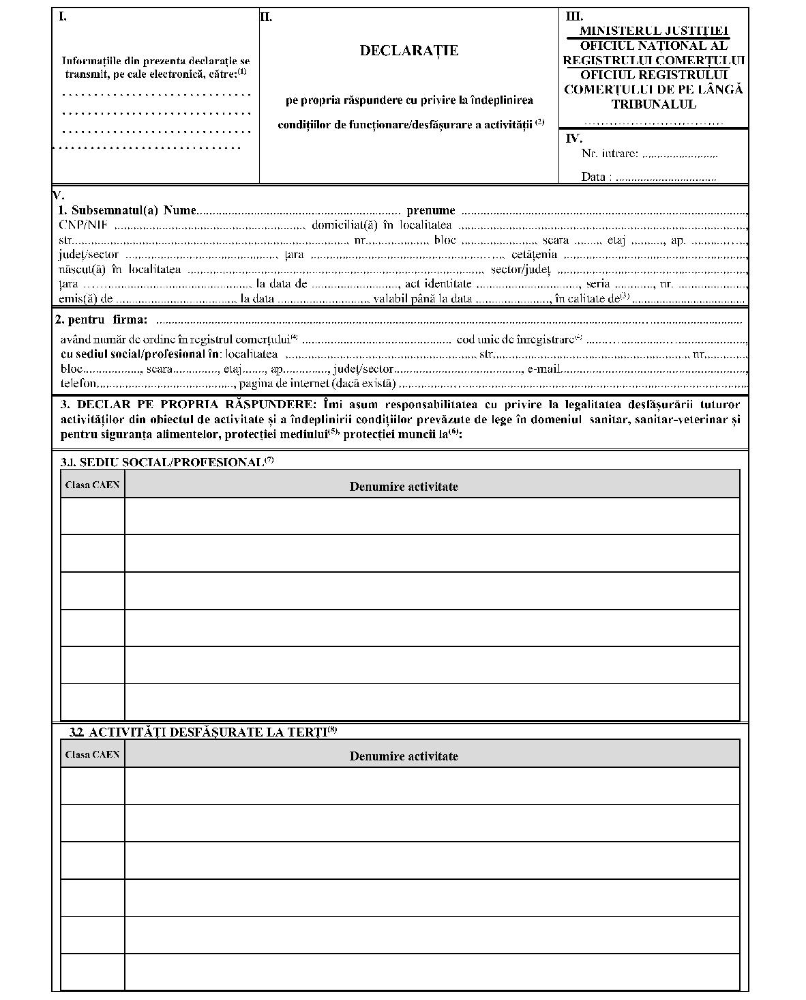 I.
Informațiile din prezenta declarație se
transmit, pe cale electronică, către:(1)
. . . . . . . . . . . . . . . . . . . . . . . . . . . . . .
. . . . . . . . . . . . . . . . . . . . . . . . . . . . . .
. . . . . . . . . . . . . . . . . . . . . . . . . . . . . .
. . . . . . . . . . . . . . . . . . . . . . . . . . . . . .
II.
DECLARAȚIE
pe propria răspundere cu privire la îndeplinirea
condițiilor de funcționare/desfășurare a activității (2)
III.
MINISTERUL JUSTIȚIEI
OFICIUL NAȚIONAL AL
REGISTRULUI COMERȚULUI
OFICIUL REGISTRULUI
COMERȚULUI DE PE LÂNGĂ
TRIBUNALUL
.................................
IV.
Nr. intrare: .........................
Data : .................................
V.
1. Subsemnatul(a) Nume.................................................................. prenume ...........................................................................................,
CNP/NIF ............................................................., domiciliat(ă) în localitatea .............................................................................................,
str........................................................................................., nr...................., bloc ........................, scara ........., etaj .........., ap. ..................,
județ/sector ................................................., țara .............................................................., cetățenia ............................................................,
născut(ă) în localitatea ..............................................................................................., sector/județ .............................................................,
țara ......................................................, la data de ............................, act identitate ................................., seria ............, nr. .......................,
emis(ă) de ......................................., la data ............................., valabil până la data ........................, în calitate de(3) ....................................
2. pentru firma: ...............................................................................................................................................................................................
având număr de ordine în registrul comerțului(4) ................................................ cod unic de înregistrare(4) ....................................................,
cu sediul social/profesional în: localitatea .............................................................., str..............................................................., nr..............,
bloc..................., scara..............., etaj......., ap..............., județ/sector........................................., e-mail............................................................,
telefon............................................., pagina de internet (dacă există) .................................................................................................................
3. DECLAR PE PROPRIA RĂSPUNDERE: Îmi asum responsabilitatea cu privire la legalitatea desfășurării tuturor
activităților din obiectul de activitate și a îndeplinirii condițiilor prevăzute de lege în domeniul sanitar, sanitar-veterinar și
pentru siguranța alimentelor, protecției mediului(5), protecției muncii la(6):
3.1. SEDIU SOCIAL/PROFESIONAL(7)
Clasa CAEN Denumire activitate
3.2. ACTIVITĂȚI DESFĂȘURATE LA TERȚI(8)
Clasa CAEN Denumire activitate